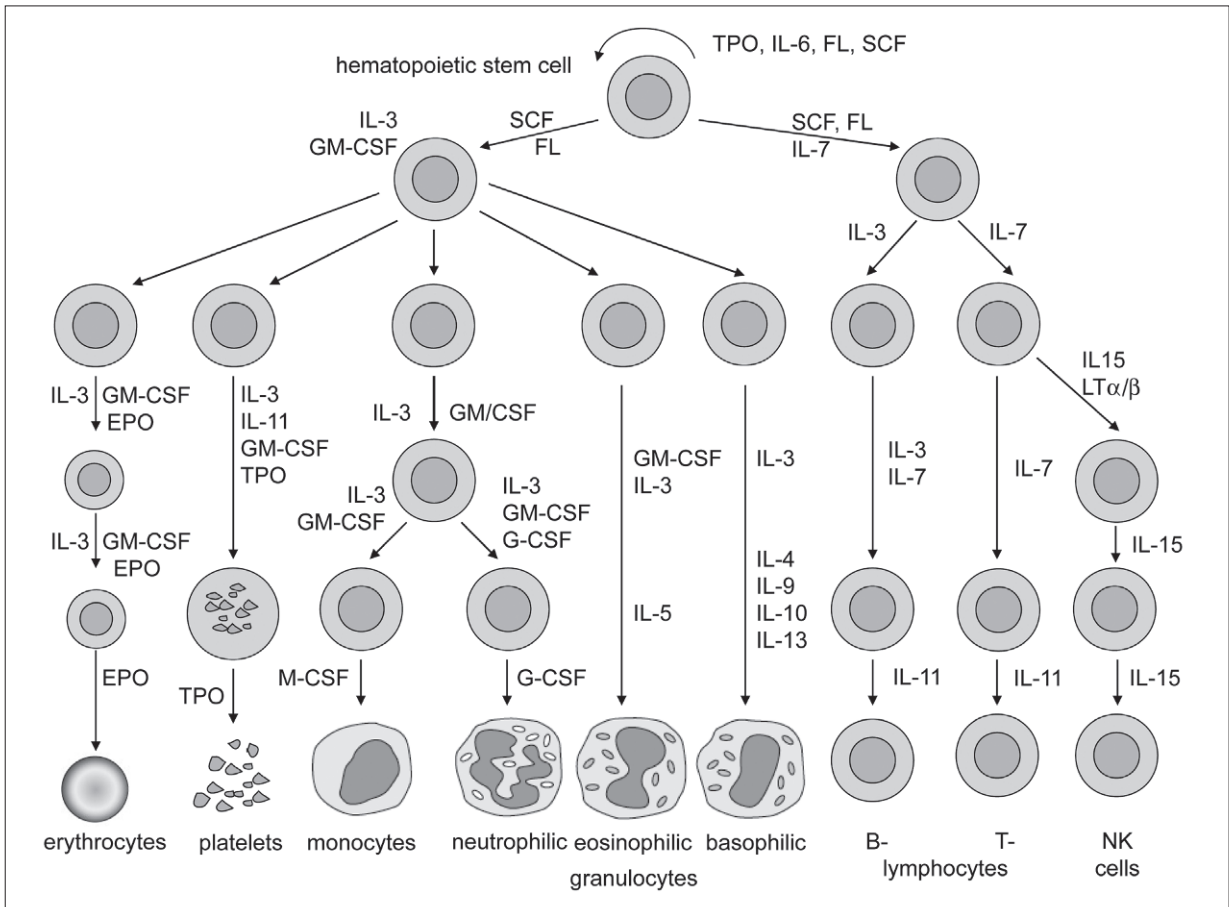 TPO, IL-6, FL, SCF
hematopoietic stem cell
IL-3
GM-CSF
SCF
FL
SCF, FL
IL-7
IL-3
IL-7
IL-3
GM-CSF
EPO
IL-3
IL-11
GM-CSF
TPO
IL-3
GM/CSF
GM-CSF
IL-3
IL-3
IL-3
IL-7
IL-7
IL15
LTα/β
IL-3
GM-CSF
EPO
IL-3
GM-CSF
IL-3
GM-CSF
G-CSF
IL-5
IL-4
IL-9
IL-10
IL-13
IL-15
EPO
TPO
M-CSF
G-CSF
IL-11
IL-11
IL-15
erythrocytes
platelets
monocytes
neutrophilic
eosinophilic
basophilic
granulocytes
B-
T-
lymphocytes
NK
cells